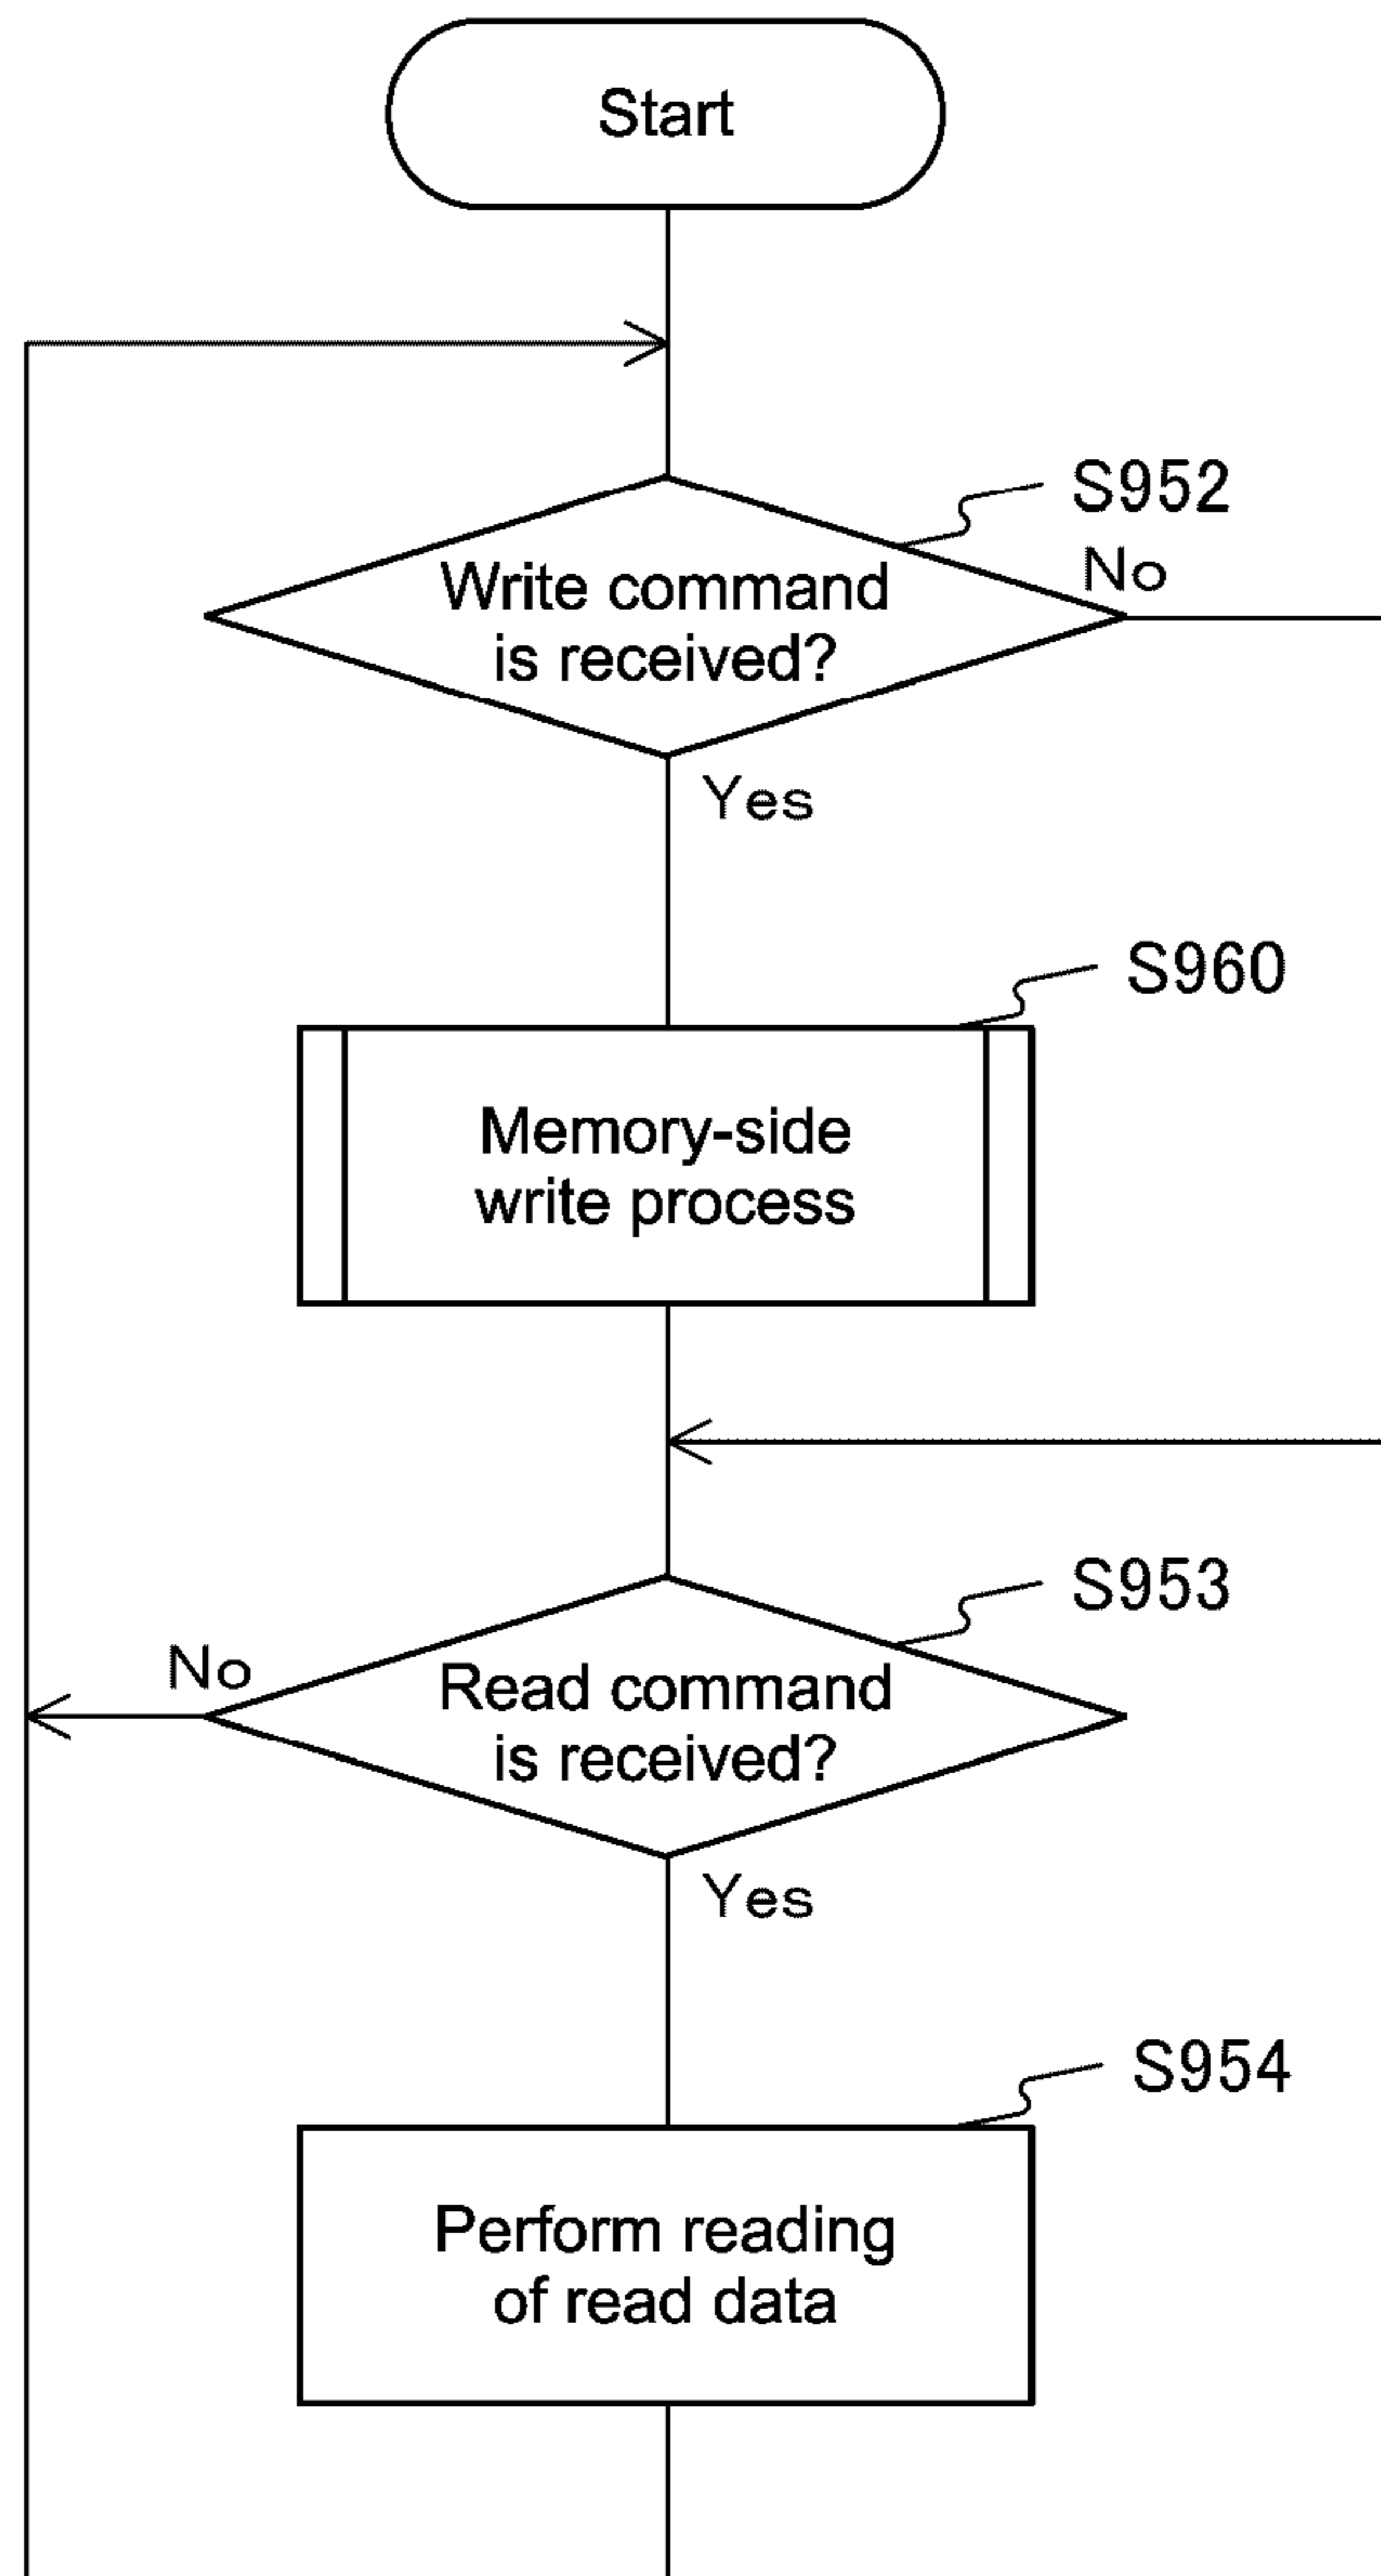 Start
S952
Write command
is received?
No
Yes
S960
Memory-side
write process
S953
Read command
is received?
No
Yes
S954
Perform reading
of read data